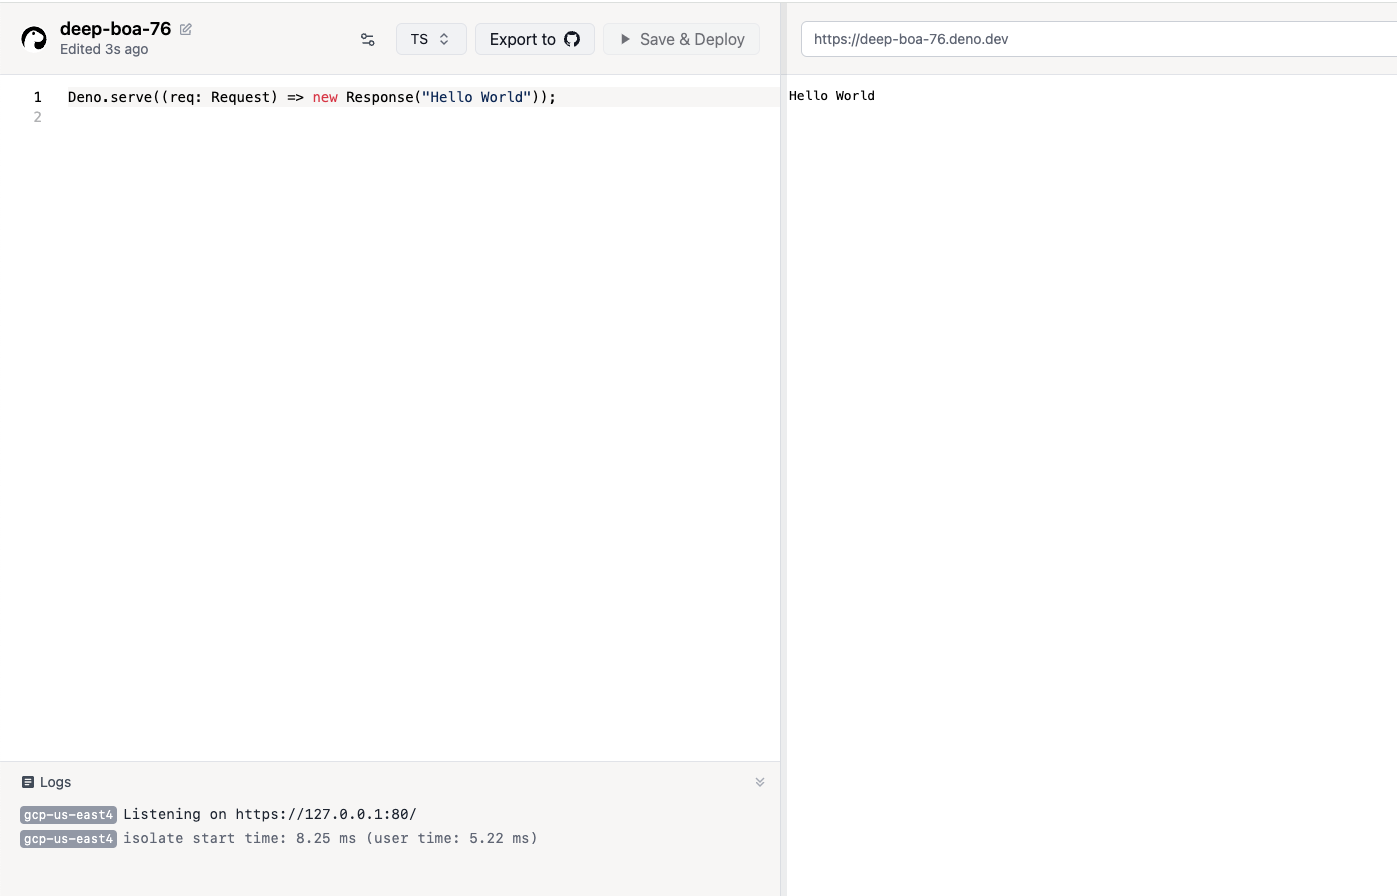 deep-boa-76
Edited 3s ago
TS
Export to
Save & Deploy
https://deep-boa-76.deno.dev
1 Deno.serve((req: Request) => new Response("Hello World"));
2
Hello World
Logs
gcp-us-east4 Listening on https://127.0.0.1:80/
gcp-us-east4 isolate start time: 8.25 ms (user time: 5.22 ms)